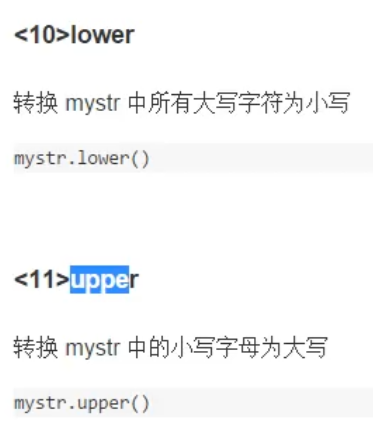 <10>lower
转换 mystr 中所有大写字符为小写
mystr.lower()
<11>upper
转换 mystr 中的小写字母为大写
mystr.upper()